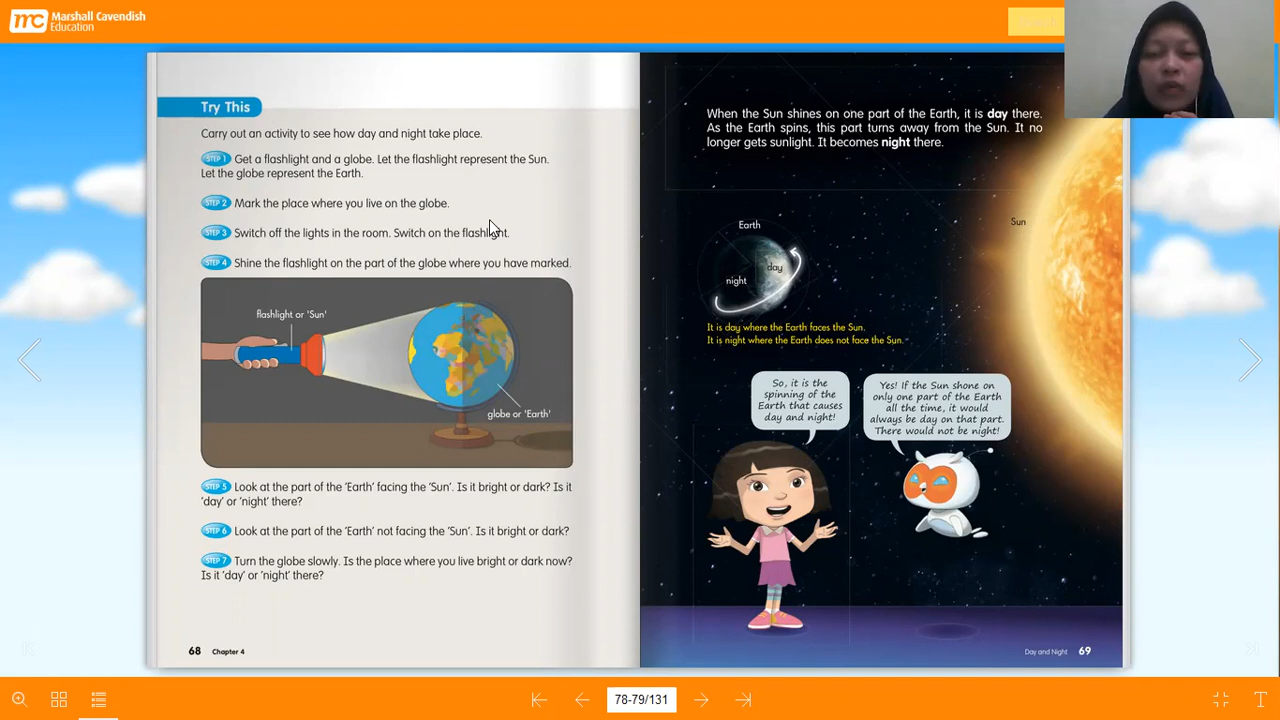 Marshall Cavendish
Education
Try This
Carry out an activity to see how day and night take place.
STEP 1 Get a flashlight and a globe. Let the flashlight represent the Sun.
Let the globe represent the Earth.
STEP 2 Mark the place where you live on the globe.
STEP 3 Switch off the lights in the room. Switch on the flashlight.
STEP 4 Shine the flashlight on the part of the globe where you have marked.
flashlight or 'Sun'
globe or 'Earth'
STEP 5 Look at the part of the 'Earth' facing the 'Sun'. Is it bright or dark? Is it
'day' or 'night' there?
STEP 6 Look at the part of the 'Earth' not facing the 'Sun'. Is it bright or dark?
STEP 7 Turn the globe slowly. Is the place where you live bright or dark now?
Is it 'day' or 'night' there?
68 Chapter 4
When the Sun shines on one part of the Earth, it is day there.
As the Earth spins, this part turns away from the Sun. It no
longer gets sunlight. It becomes night there.
Earth
Sun
day
night
It is day where the Earth faces the Sun.
It is night where the Earth does not face the Sun.
So, it is the
spinning of the
Earth that causes
day and night!
Yes! If the Sun shone on
only one part of the Earth
all the time, it would
always be day on that part.
There would not be night!
Day and Night 69
78-79/131